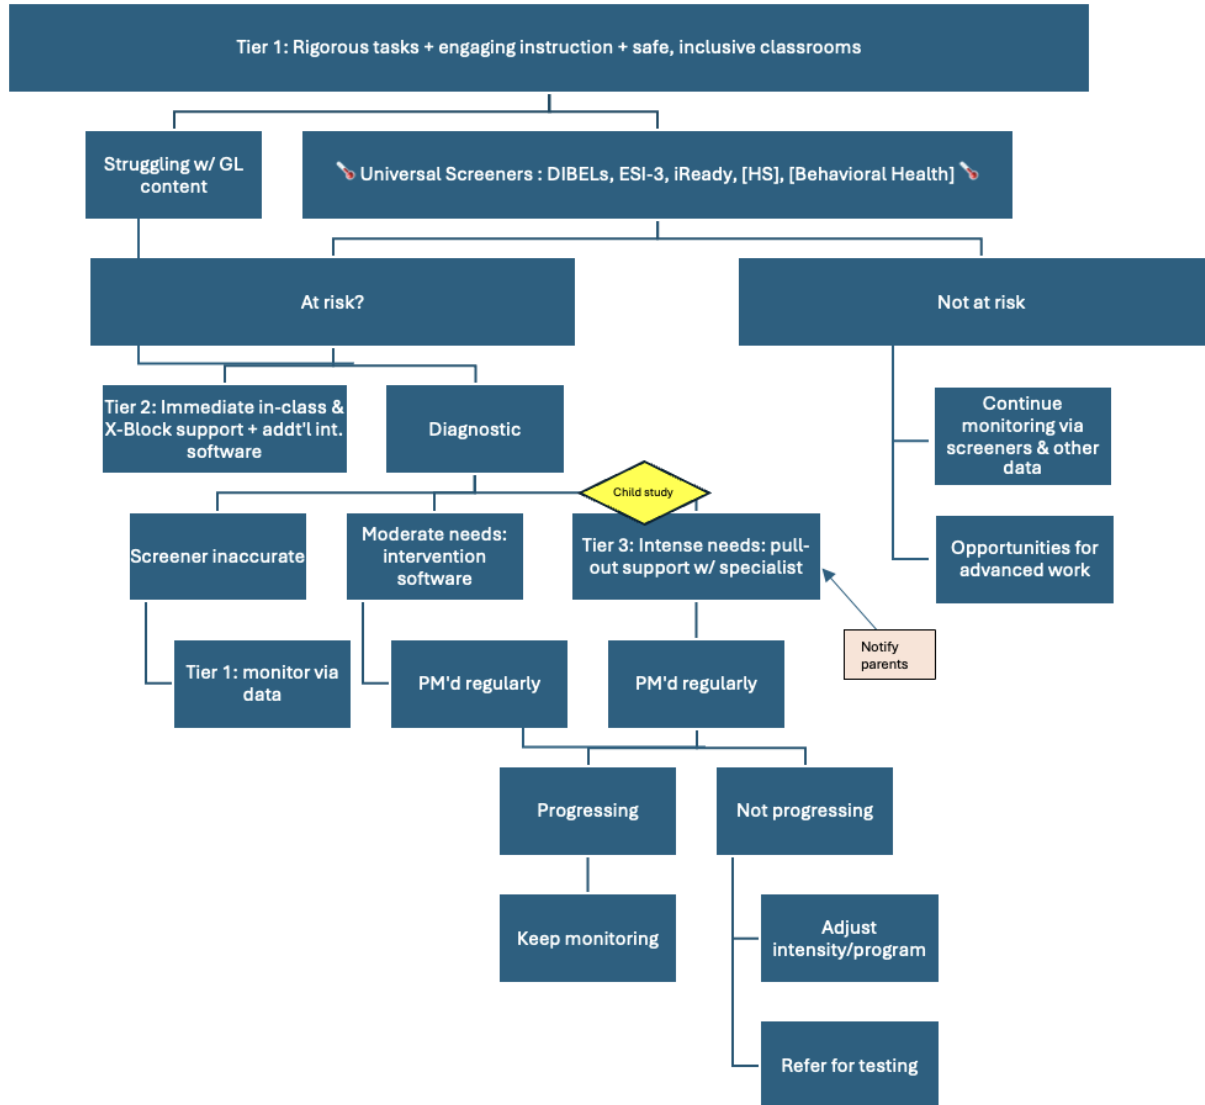 Tier 1: Rigorous tasks + engaging instruction + safe, inclusive classrooms
Struggling w/ GL
content
Universal Screeners : DIBELs, ESI-3, iReady, [HS], [Behavioral Health]
At risk?
Not at risk
Tier 2: Immediate in-class &
X-Block support + addt'l int.
software
Diagnostic
Continue
monitoring via
screeners & other
data
Child study
Screener inaccurate
Moderate needs:
intervention
software
Tier 3: Intense needs: pull-
out support w/ specialist
Opportunities for
advanced work
Notify
parents
Tier 1: monitor via
data
PM'd regularly
PM'd regularly
Progressing
Not progressing
Keep monitoring
Adjust
intensity/program
Refer for testing